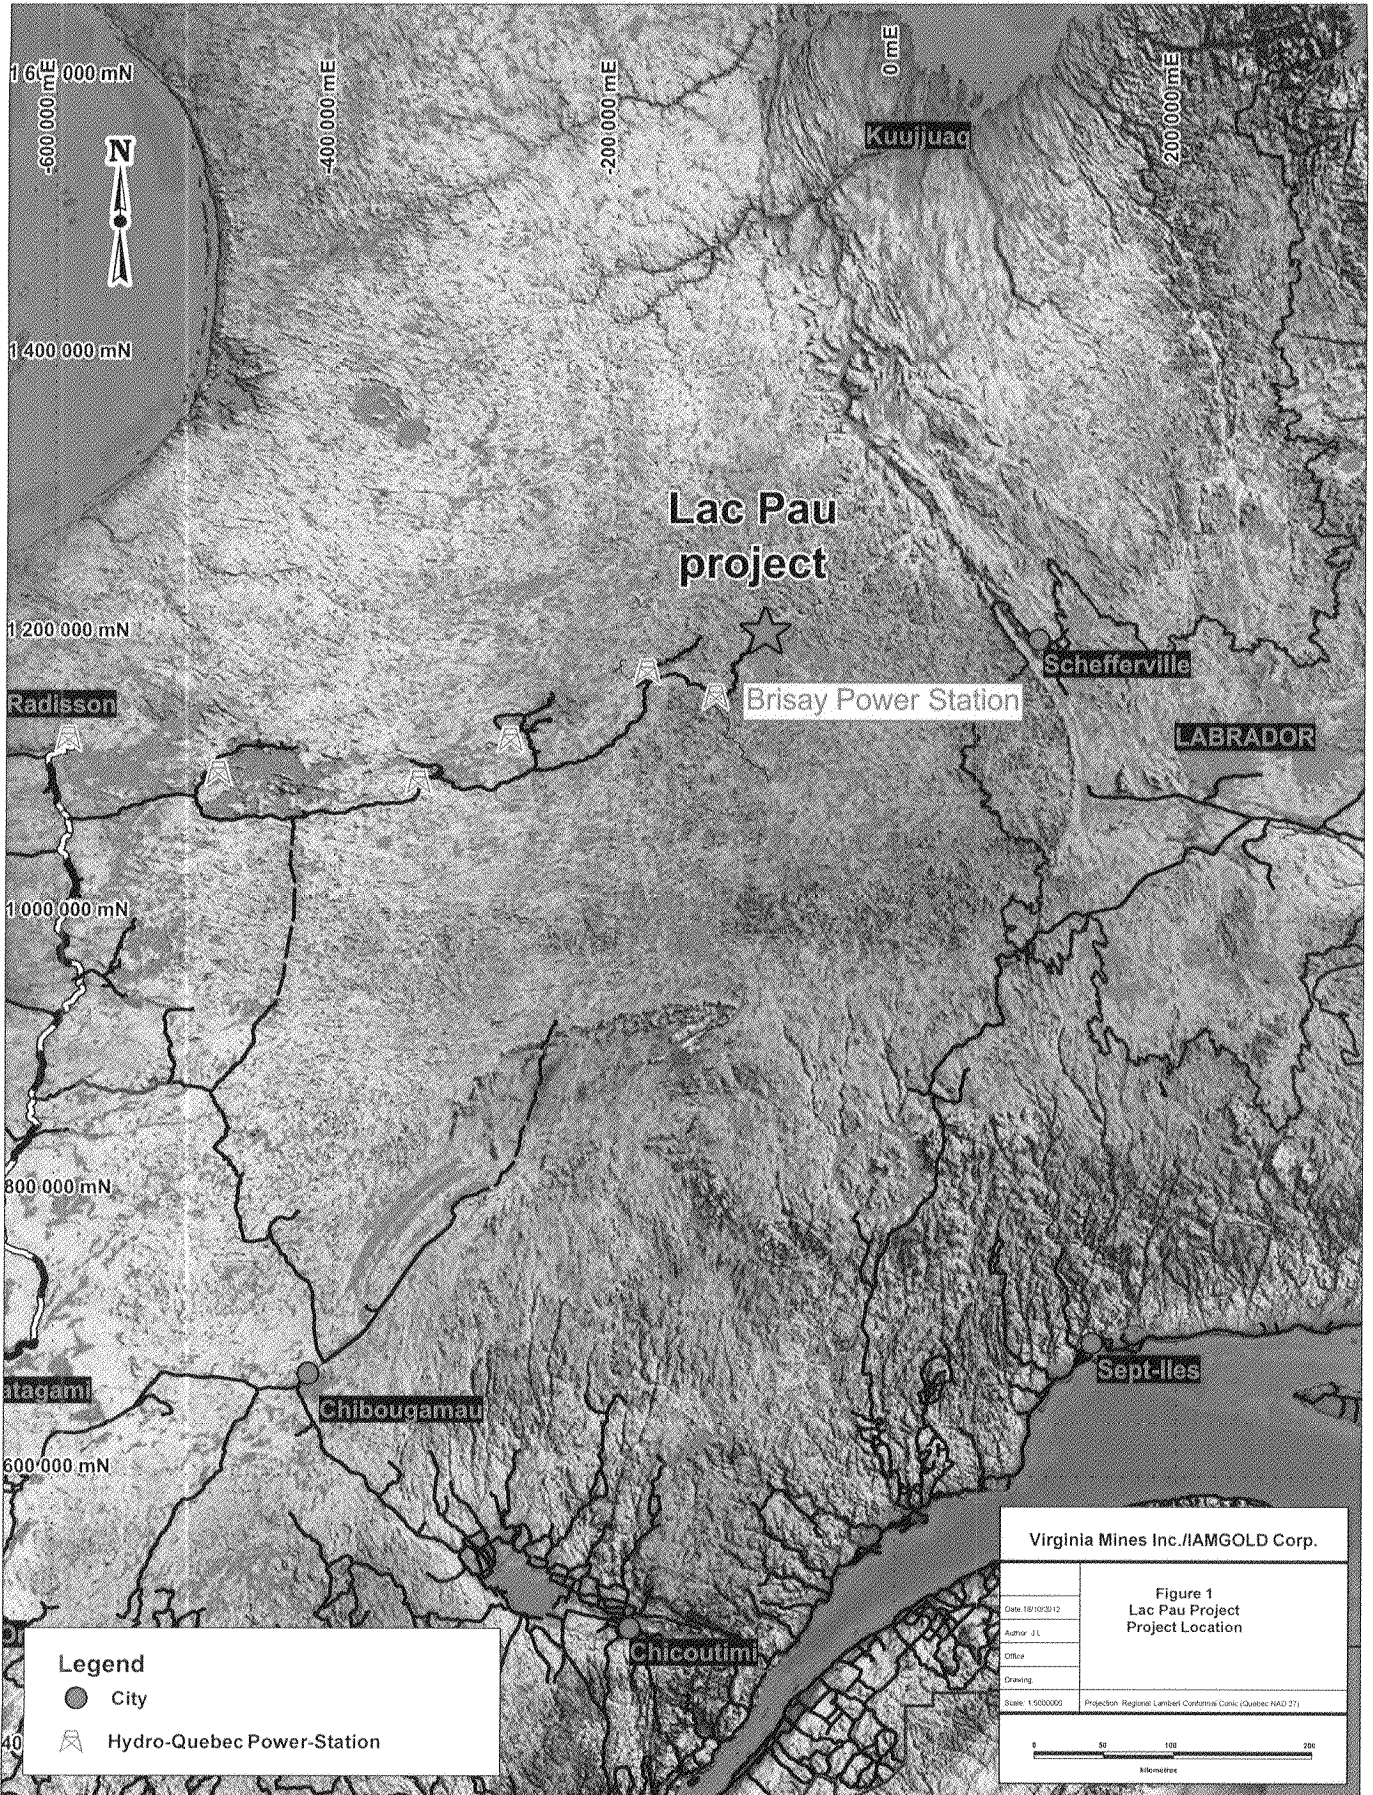 1 600 000 mN
-600 000 mE
-400 000 mE
-200 000 mE
0 mE
200 000 mE
N
Kuujjuaq
1 400 000 mN
Lac Pau
project
1 200 000 mN
Schefferville
Radisson
Brisay Power Station
LABRADOR
1 000 000 mN
800 000 mN
Sept-Iles
atagami
Chibougamau
600 000 mN
Chicoutimi
40
Legend
City
Hydro-Quebec Power-Station
Virginia Mines Inc./IAMGOLD Corp.
Figure 1
Lac Pau Project
Project Location
Date: 18/10/2012
Author: J.L.
Office:
Drawing:
Scale: 1:5000000
Projection: Regional Lambert Conformal Conic (Quebec NAD 27)
0 50 100 200
kilometres